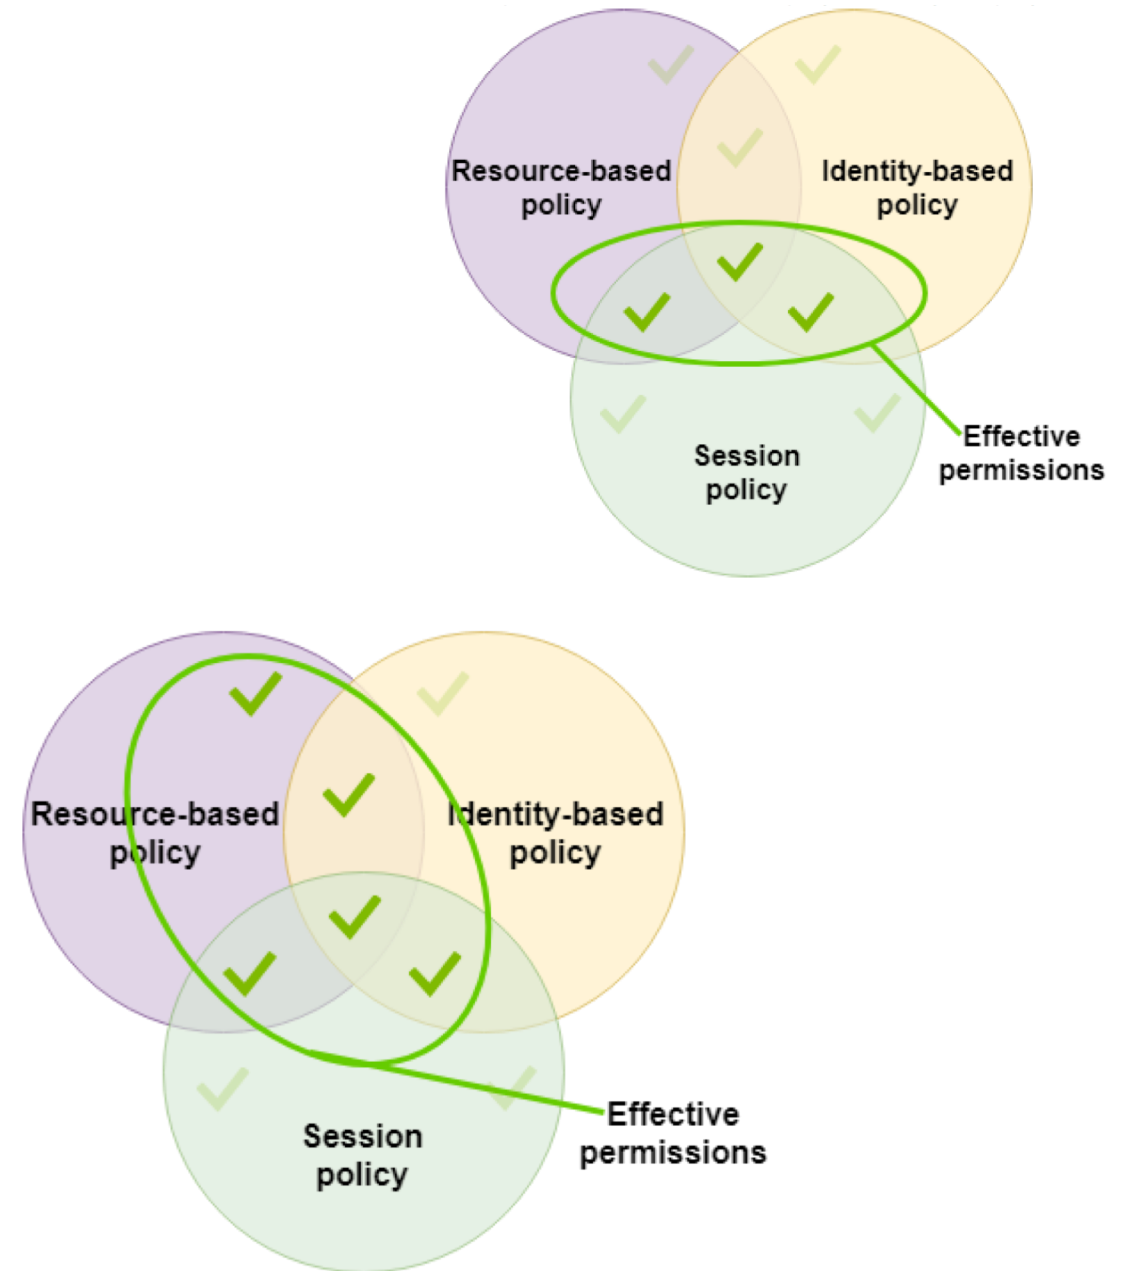 Resource-based
policy
Identity-based
policy
Session
policy
Effective
permissions
Resource-based
policy
Identity-based
policy
Session
policy
Effective
permissions